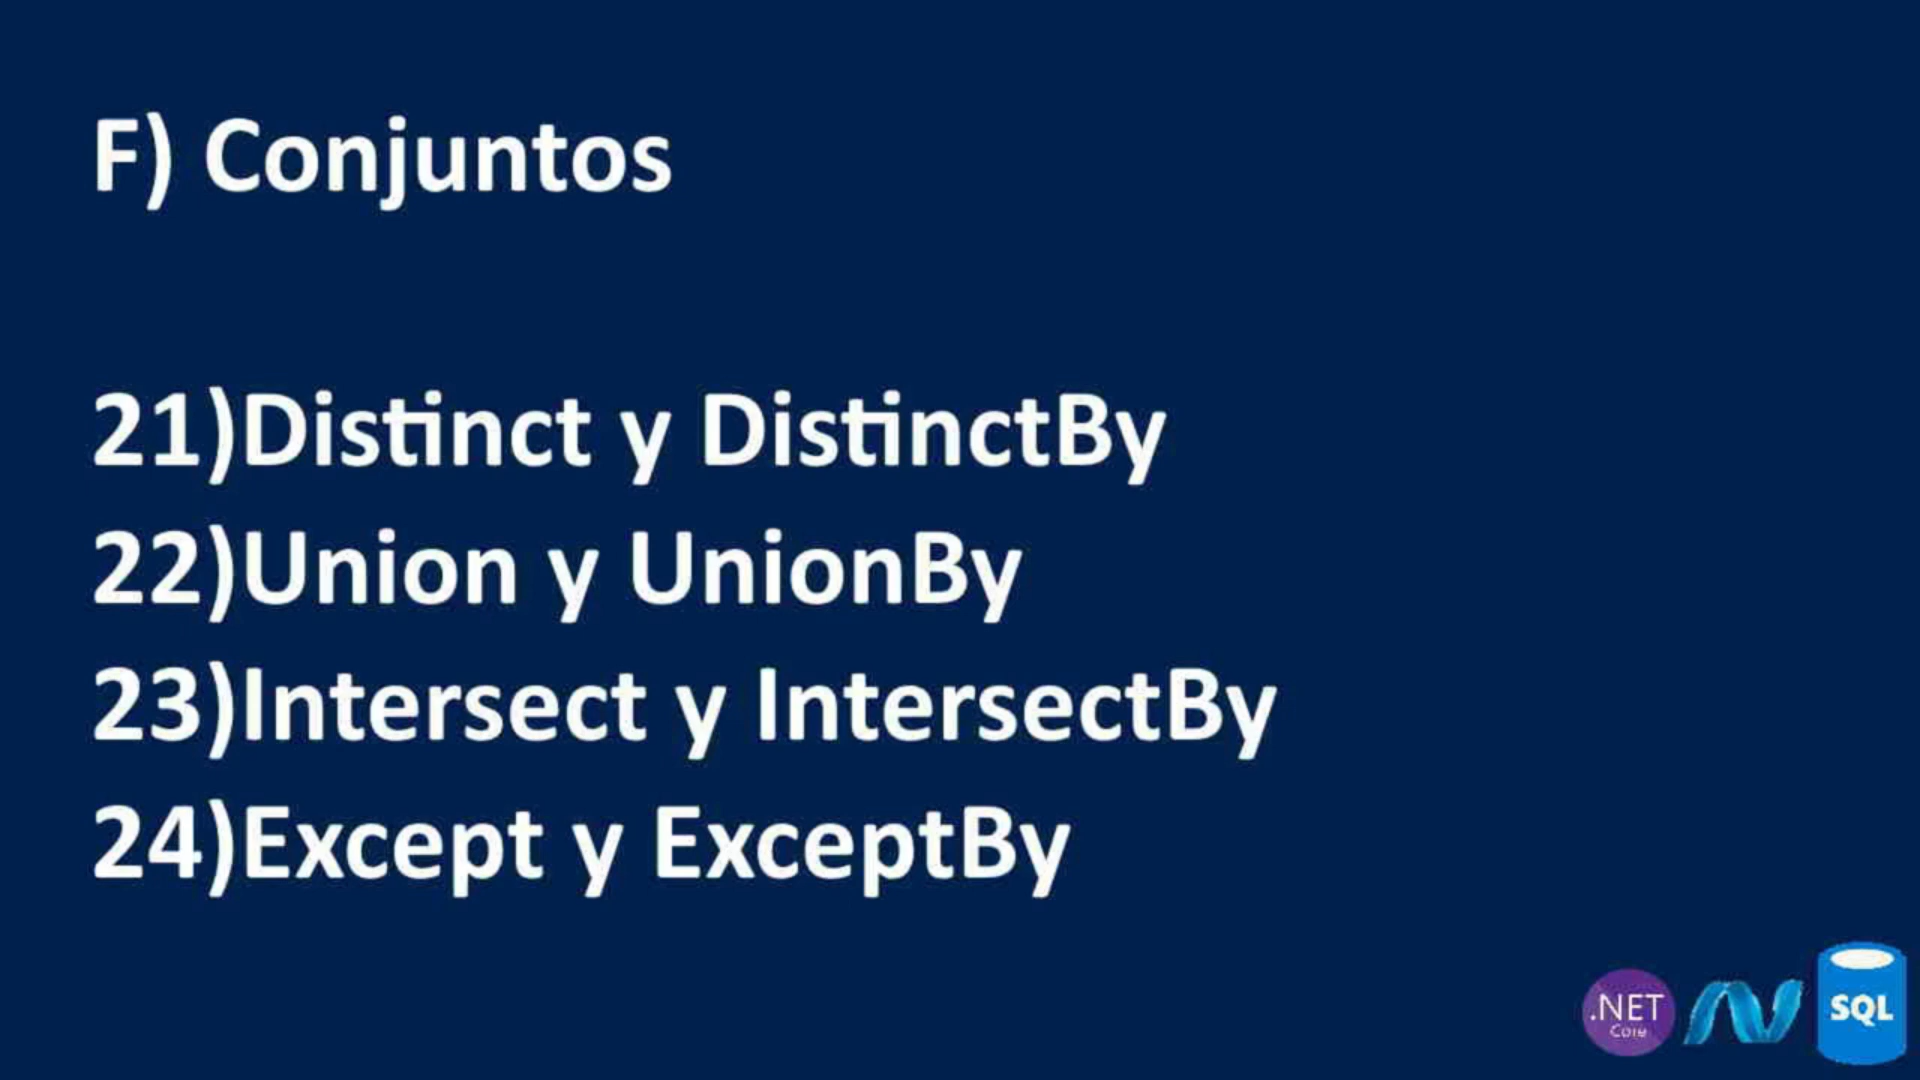 F) Conjuntos
21)Distinct y DistinctBy
22)Union y UnionBy
23)Intersect y IntersectBy
24)Except y ExceptBy
.NET
Core
SQL